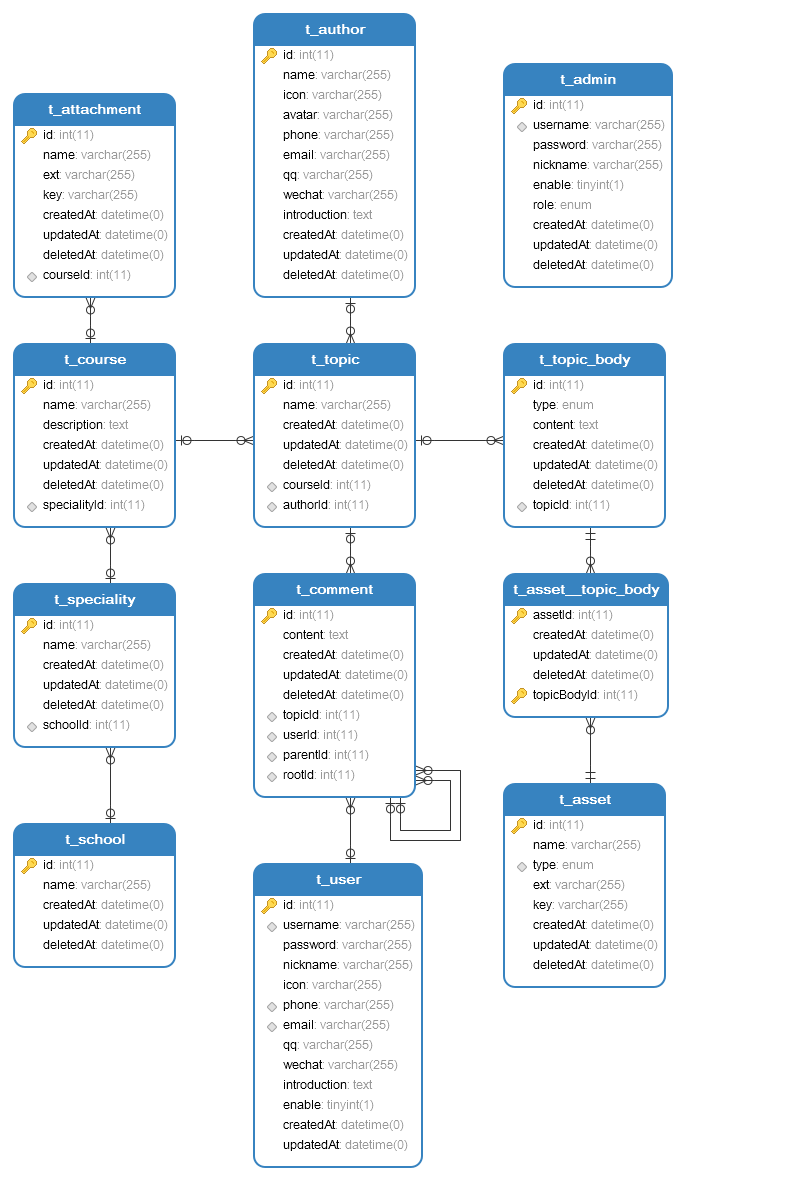 t_author
id: int(11)
name: varchar(255)
icon: varchar(255)
avatar: varchar(255)
phone: varchar(255)
email: varchar(255)
qq: varchar(255)
wechat: varchar(255)
introduction: text
createdAt: datetime(0)
updatedAt: datetime(0)
deletedAt: datetime(0)
t_admin
id: int(11)
username: varchar(255)
password: varchar(255)
nickname: varchar(255)
enable: tinyint(1)
role: enum
createdAt: datetime(0)
updatedAt: datetime(0)
deletedAt: datetime(0)
t_attachment
id: int(11)
name: varchar(255)
ext: varchar(255)
key: varchar(255)
createdAt: datetime(0)
updatedAt: datetime(0)
deletedAt: datetime(0)
courseId: int(11)
t_course
id: int(11)
name: varchar(255)
description: text
createdAt: datetime(0)
updatedAt: datetime(0)
deletedAt: datetime(0)
specialityId: int(11)
t_topic
id: int(11)
name: varchar(255)
createdAt: datetime(0)
updatedAt: datetime(0)
deletedAt: datetime(0)
courseId: int(11)
authorId: int(11)
t_topic_body
id: int(11)
type: enum
content: text
createdAt: datetime(0)
updatedAt: datetime(0)
deletedAt: datetime(0)
topicId: int(11)
t_speciality
id: int(11)
name: varchar(255)
createdAt: datetime(0)
updatedAt: datetime(0)
deletedAt: datetime(0)
schoolId: int(11)
t_comment
id: int(11)
content: text
createdAt: datetime(0)
updatedAt: datetime(0)
deletedAt: datetime(0)
topicId: int(11)
userId: int(11)
parentId: int(11)
rootId: int(11)
t_asset__topic_body
assetId: int(11)
createdAt: datetime(0)
updatedAt: datetime(0)
deletedAt: datetime(0)
topicBodyId: int(11)
t_school
id: int(11)
name: varchar(255)
createdAt: datetime(0)
updatedAt: datetime(0)
deletedAt: datetime(0)
t_user
id: int(11)
username: varchar(255)
password: varchar(255)
nickname: varchar(255)
icon: varchar(255)
phone: varchar(255)
email: varchar(255)
qq: varchar(255)
wechat: varchar(255)
introduction: text
enable: tinyint(1)
createdAt: datetime(0)
updatedAt: datetime(0)
t_asset
id: int(11)
name: varchar(255)
type: enum
ext: varchar(255)
key: varchar(255)
createdAt: datetime(0)
updatedAt: datetime(0)
deletedAt: datetime(0)